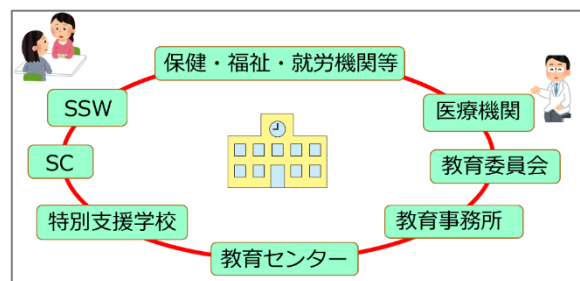 保健・福祉・就労機関等
SSW
医療機関
SC
教育委員会
特別支援学校
教育事務所
教育センター